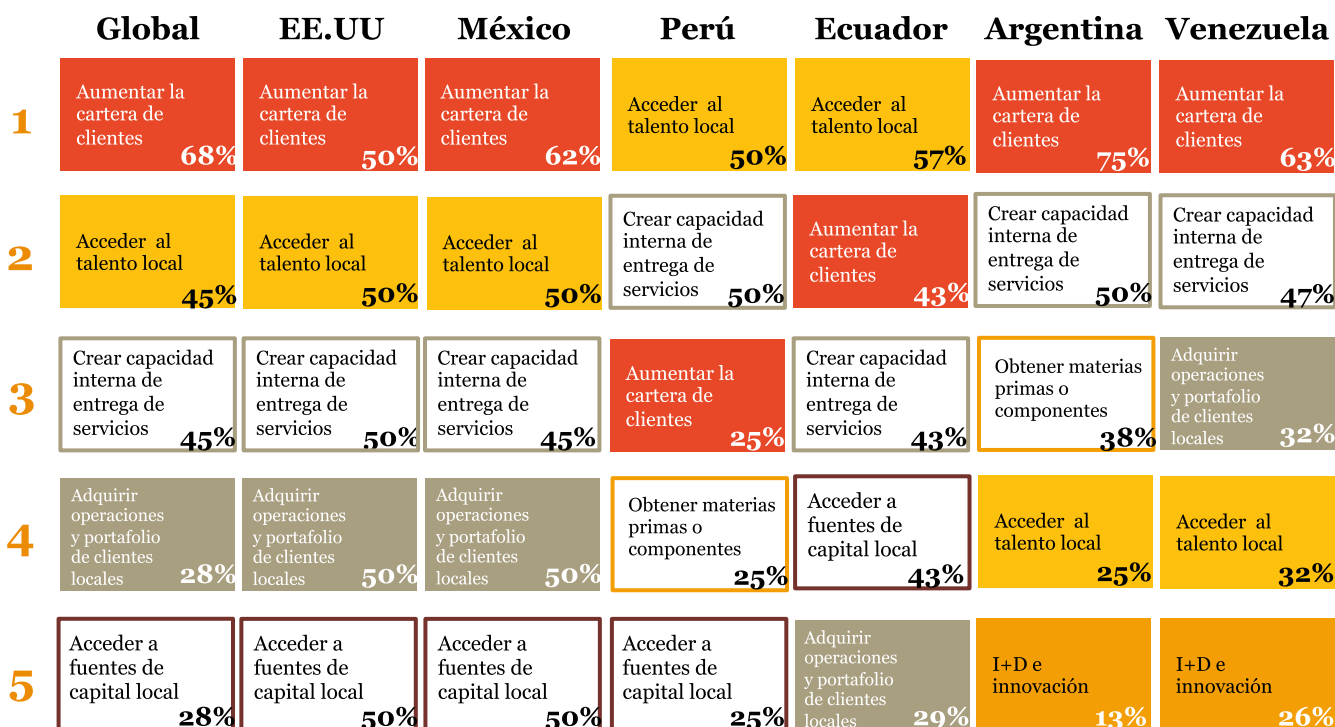 Global EE.UU México Perú Ecuador Argentina Venezuela
1
Aumentar la
cartera de
clientes
68%
Aumentar la
cartera de
clientes
50%
Aumentar la
cartera de
clientes
62%
Acceder al
talento local
50%
Acceder al
talento local
57%
Aumentar la
cartera de
clientes
75%
Aumentar la
cartera de
clientes
63%
2
Acceder al
talento local
45%
Acceder al
talento local
50%
Acceder al
talento local
50%
Crear capacidad
interna de
entrega de
servicios
50%
Aumentar la
cartera de
clientes
43%
Crear capacidad
interna de
entrega de
servicios
50%
Crear capacidad
interna de
entrega de
servicios
47%
3
Crear capacidad
interna de
entrega de
servicios
45%
Crear capacidad
interna de
entrega de
servicios
50%
Crear capacidad
interna de
entrega de
servicios
45%
Aumentar la
cartera de
clientes
25%
Crear capacidad
interna de
entrega de
servicios
43%
Obtener materias
primas o
componentes
38%
Adquirir
operaciones
y portafolio
de clientes
locales
32%
4
Adquirir
operaciones
y portafolio
de clientes
locales
28%
Adquirir
operaciones
y portafolio
de clientes
locales
50%
Adquirir
operaciones
y portafolio
de clientes
locales
50%
Obtener materias
primas o
componentes
25%
Acceder a
fuentes de
capital local
43%
Acceder al
talento local
25%
Acceder al
talento local
32%
5
Acceder a
fuentes de
capital local
28%
Acceder a
fuentes de
capital local
50%
Acceder a
fuentes de
capital local
50%
Acceder a
fuentes de
capital local
25%
Adquirir
operaciones
y portafolio
de clientes
locales
29%
I+D e
innovación
13%
I+D e
innovación
26%